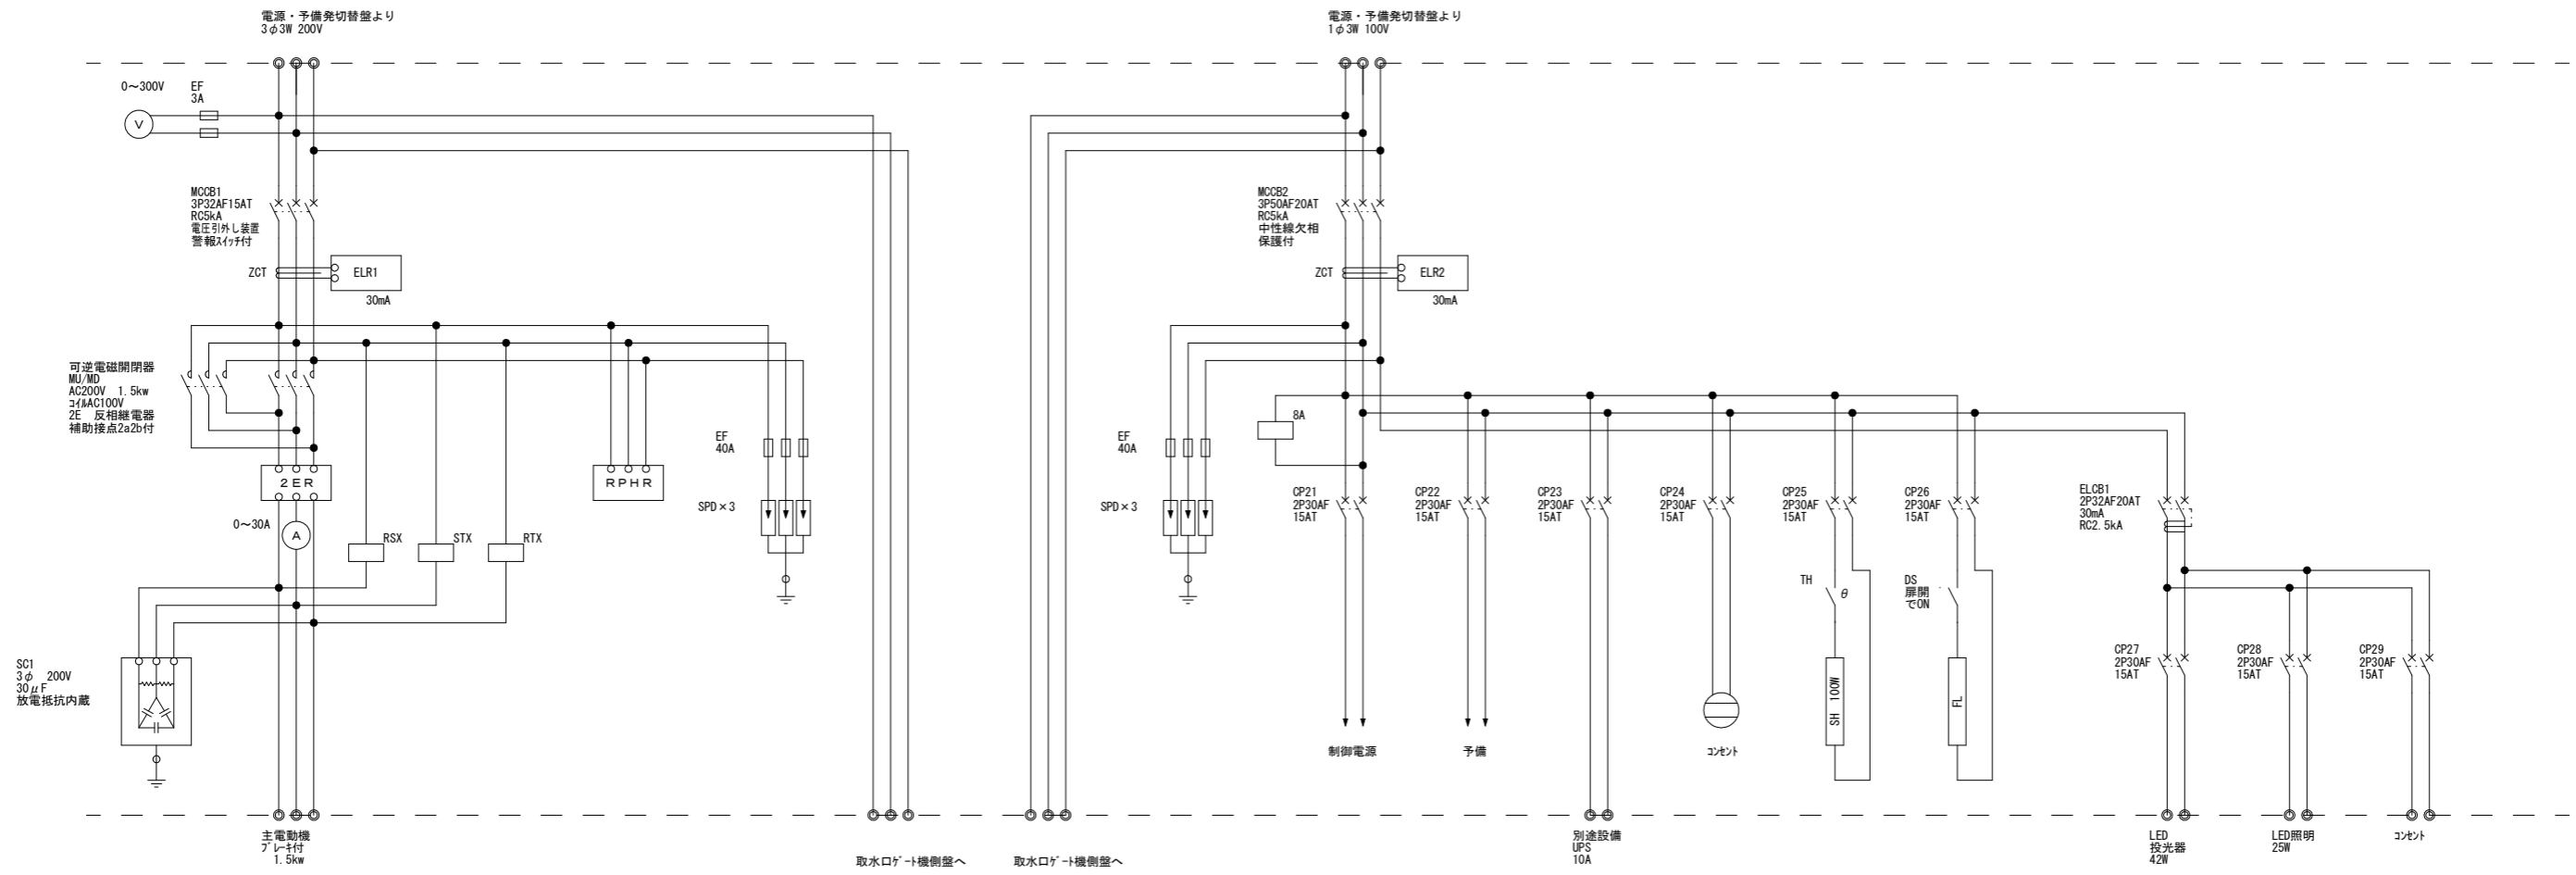 電源・予備発切替盤より
3φ3W 200V
電源・予備発切替盤より
1φ3W 100V
0～300V
EF
3A
V
MCCB1
3P32AF15AT
RC5kA
電圧引外し装置
警報ｽｲｯﾁ付
ZCT
ELR1
30mA
MCCB2
3P50AF20AT
RC5kA
中性線欠相
保護付
ZCT
ELR2
30mA
可逆電磁開閉器
MU/MD
AC200V 1.5kw
ｺｲﾙAC100V
2E 反相継電器
補助接点2a2b付
2ER
RPHR
EF
40A
SPD×3
0～30A
A
RSX
STX
RTX
EF
40A
SPD×3
8A
CP21
2P30AF
15AT
CP22
2P30AF
15AT
CP23
2P30AF
15AT
CP24
2P30AF
15AT
CP25
2P30AF
15AT
CP26
2P30AF
15AT
ELCB1
2P32AF20AT
30mA
RC2.5kA
TH
θ
DS
扉開
でON
SC1
3φ 200V
30μF
放電抵抗内蔵
SH 100W
FL
CP27
2P30AF
15AT
CP28
2P30AF
15AT
CP29
2P30AF
15AT
制御電源
予備
ｺﾝｾﾝﾄ
主電動機
ﾌﾞﾚｰｷ付
1.5kw
取水口ｹﾞｰﾄ機側盤へ
取水口ｹﾞｰﾄ機側盤へ
別途設備
UPS
10A
LED
投光器
42W
LED照明
25W
ｺﾝｾﾝﾄ